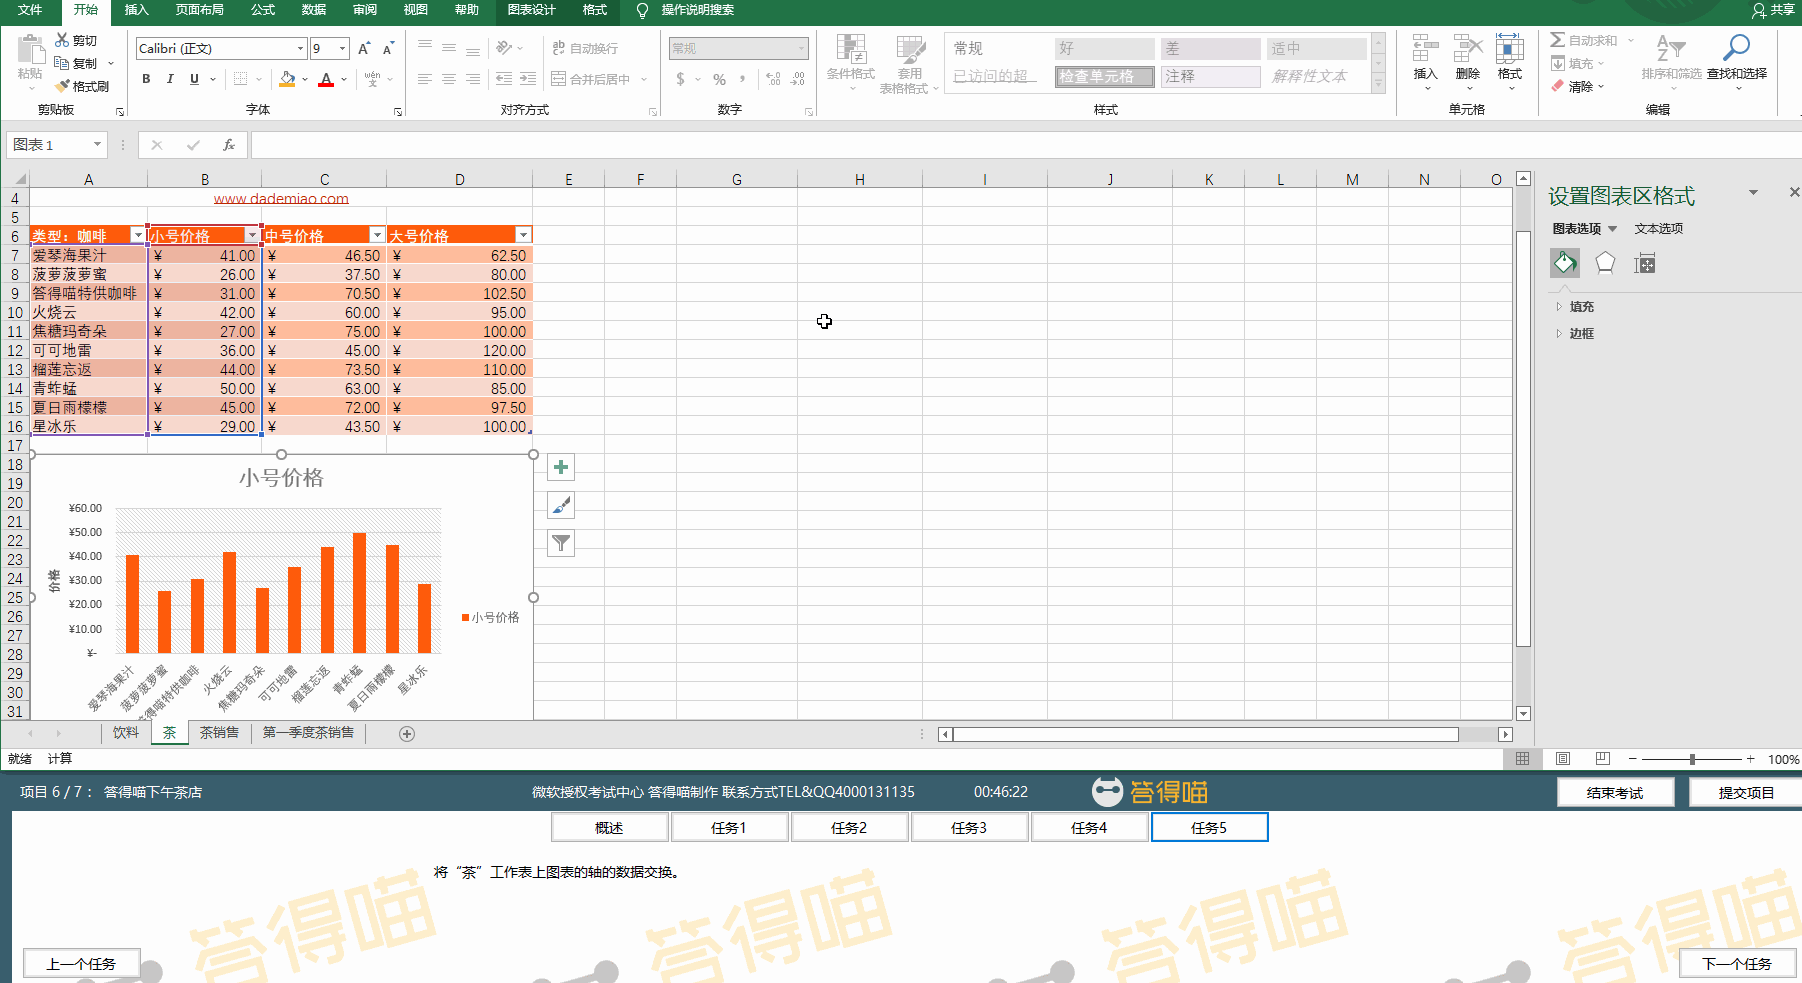 文件 开始 插入 页面布局 公式 数据 审阅 视图 帮助 图表设计 格式 操作说明搜索 共享
粘贴 剪切 复制 格式刷
剪贴板
Calibri (正文) 9 A A
B I U A wén 文
字体
ab 自动换行
合并后居中
对齐方式
常规
$ % , .0 .00
数字
条件格式 套用表格格式
常规 好 差 适中
已访问的超... 检查单元格 注释 解释性文本
样式
插入 删除 格式
单元格
自动求和 填充 清除 排序和筛选 查找和选择
编辑
图表 1 fx
A B C D E F G H I J K L M N O
4 www.dademiao.com
5
6 类型：咖啡 小号价格 中号价格 大号价格
7 爱琴海果汁 ¥ 41.00 ¥ 46.50 ¥ 62.50
8 菠萝菠萝蜜 ¥ 26.00 ¥ 37.50 ¥ 80.00
9 答得喵特供咖啡 ¥ 31.00 ¥ 70.50 ¥ 102.50
10 火烧云 ¥ 42.00 ¥ 60.00 ¥ 95.00
11 焦糖玛奇朵 ¥ 27.00 ¥ 75.00 ¥ 100.00
12 可可地雷 ¥ 36.00 ¥ 45.00 ¥ 120.00
13 榴莲忘返 ¥ 44.00 ¥ 73.50 ¥ 110.00
14 青蚱蜢 ¥ 50.00 ¥ 63.00 ¥ 85.00
15 夏日雨檬檬 ¥ 45.00 ¥ 72.00 ¥ 97.50
16 星冰乐 ¥ 29.00 ¥ 43.50 ¥ 100.00
17
18
19
20
21
22
23
24
25
26
27
28
29
30
31
小号价格
¥60.00
¥50.00
¥40.00
¥30.00
¥20.00
¥10.00
¥-
价格
小号价格
爱琴海果汁 菠萝菠萝蜜 答得喵特供咖啡 火烧云 焦糖玛奇朵 可可地雷 榴莲忘返 青蚱蜢 夏日雨檬檬 星冰乐
设置图表区格式
图表选项 文本选项
填充
边框
饮料 茶 茶销售 第一季度茶销售
就绪 计算 100%
项目 6 / 7： 答得喵下午茶店 微软授权考试中心 答得喵制作 联系方式TEL&QQ4000131135 00:46:22 答得喵 结束考试 提交项目
概述 任务1 任务2 任务3 任务4 任务5
将“茶”工作表上图表的轴的数据交换。
答得喵 答得喵 答得喵 答得喵
上一个任务 下一个任务